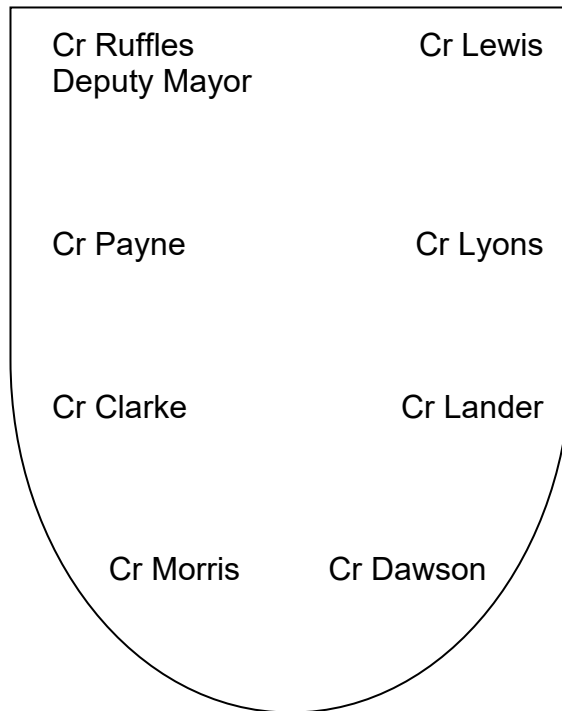 Cr Ruffles
Deputy Mayor
Cr Lewis
Cr Payne
Cr Lyons
Cr Clarke
Cr Lander
Cr Morris
Cr Dawson